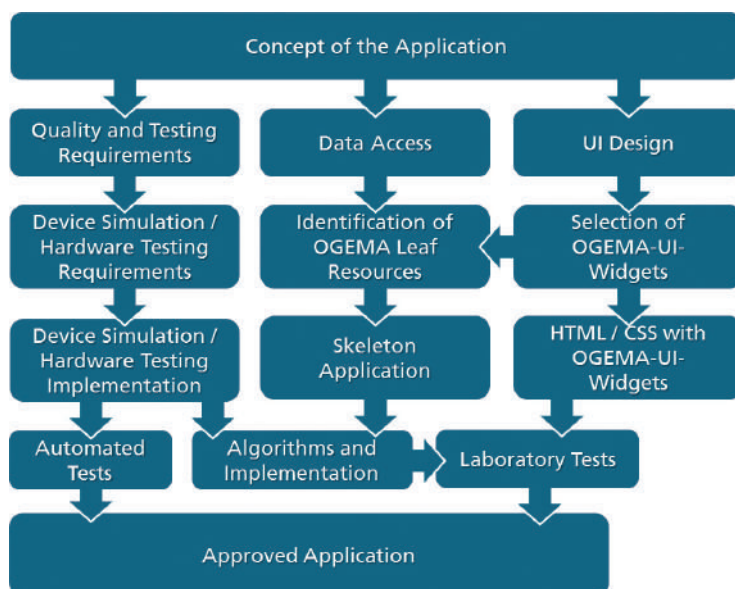 Concept of the Application
Quality and Testing
Requirements
Data Access
UI Design
Device Simulation /
Hardware Testing
Requirements
Identification of
OGEMA Leaf
Resources
Selection of
OGEMA-UI-
Widgets
Device Simulation /
Hardware Testing
Implementation
Skeleton
Application
HTML / CSS with
OGEMA-UI-
Widgets
Automated
Tests
Algorithms and
Implementation
Laboratory Tests
Approved Application